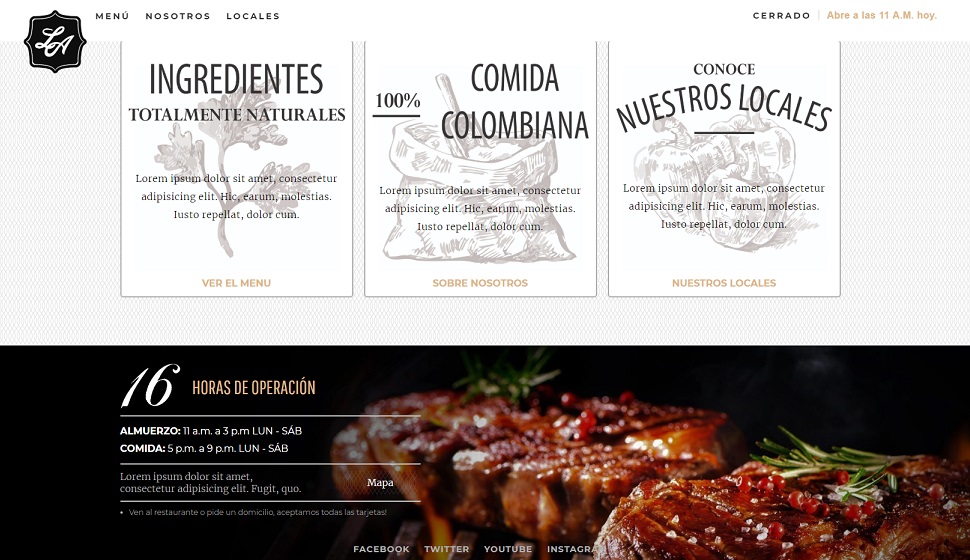 LA
MENÚ NOSOTROS LOCALES
CERRADO Abre a las 11 A.M. hoy.
INGREDIENTES
TOTALMENTE NATURALES
Lorem ipsum dolor sit amet, consectetur
adipisicing elit. Hic, earum, molestias.
Iusto repellat, dolor cum.
VER EL MENU
100%
COMIDA
COLOMBIANA
Lorem ipsum dolor sit amet, consectetur
adipisicing elit. Hic, earum, molestias.
Iusto repellat, dolor cum.
SOBRE NOSOTROS
CONOCE
NUESTROS LOCALES
Lorem ipsum dolor sit amet, consectetur
adipisicing elit. Hic, earum, molestias.
Iusto repellat, dolor cum.
NUESTROS LOCALES
16 HORAS DE OPERACIÓN
ALMUERZO: 11 a.m. a 3 p.m LUN - SÁB
COMIDA: 5 p.m. a 9 p.m. LUN - SÁB
Lorem ipsum dolor sit amet,
consectetur adipisicing elit. Fugit, quo.
Mapa
• Ven al restaurante o pide un domicilio, aceptamos todas las tarjetas!
FACEBOOK TWITTER YOUTUBE INSTAGRAM